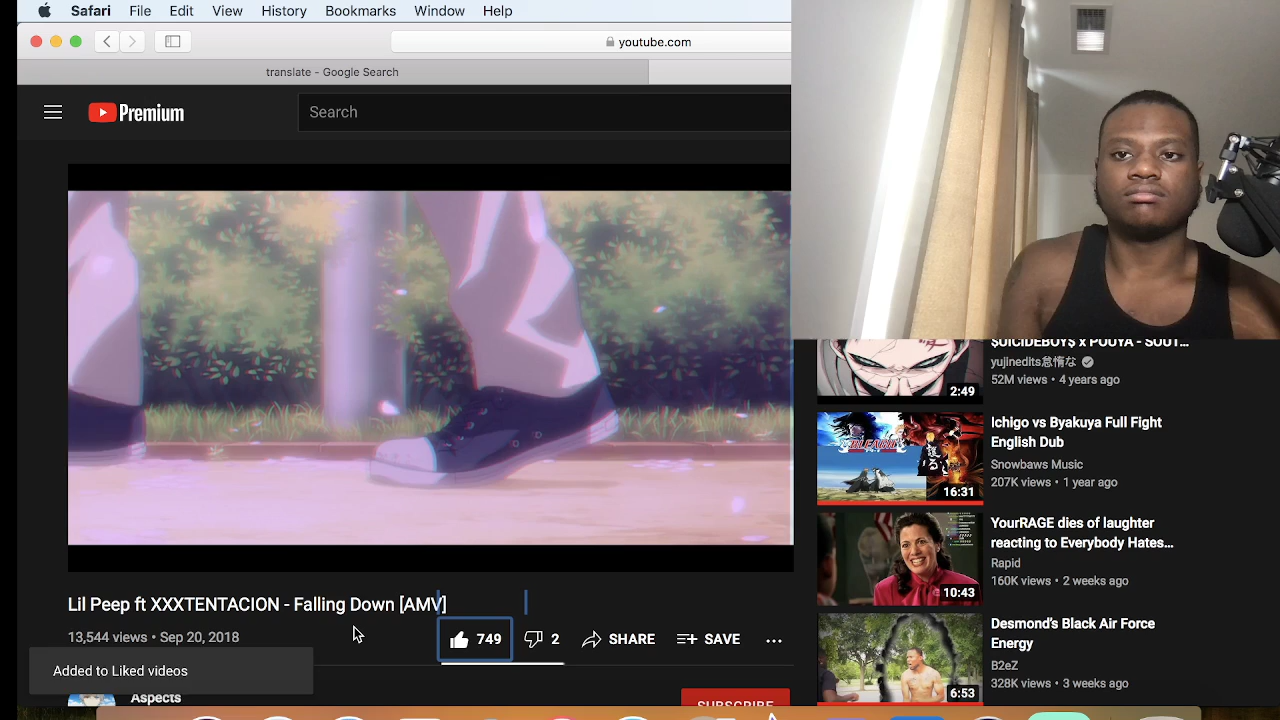 Safari File Edit View History Bookmarks Window Help
youtube.com
translate - Google Search
Premium
Search
$UICIDEBOY$ x POUYA - SOUT...
yujinedits怠惰な
52M views • 4 years ago
2:49
Ichigo vs Byakuya Full Fight
English Dub
Snowbaws Music
207K views • 1 year ago
BLEACH
16:31
YourRAGE dies of laughter
reacting to Everybody Hates...
Rapid
160K views • 2 weeks ago
10:43
Desmond's Black Air Force
Energy
B2eZ
328K views • 3 weeks ago
6:53
Lil Peep ft XXXTENTACION - Falling Down [AMV]
13,544 views • Sep 20, 2018
749 2 SHARE SAVE
Added to Liked videos
Aspects
SUBSCRIBE